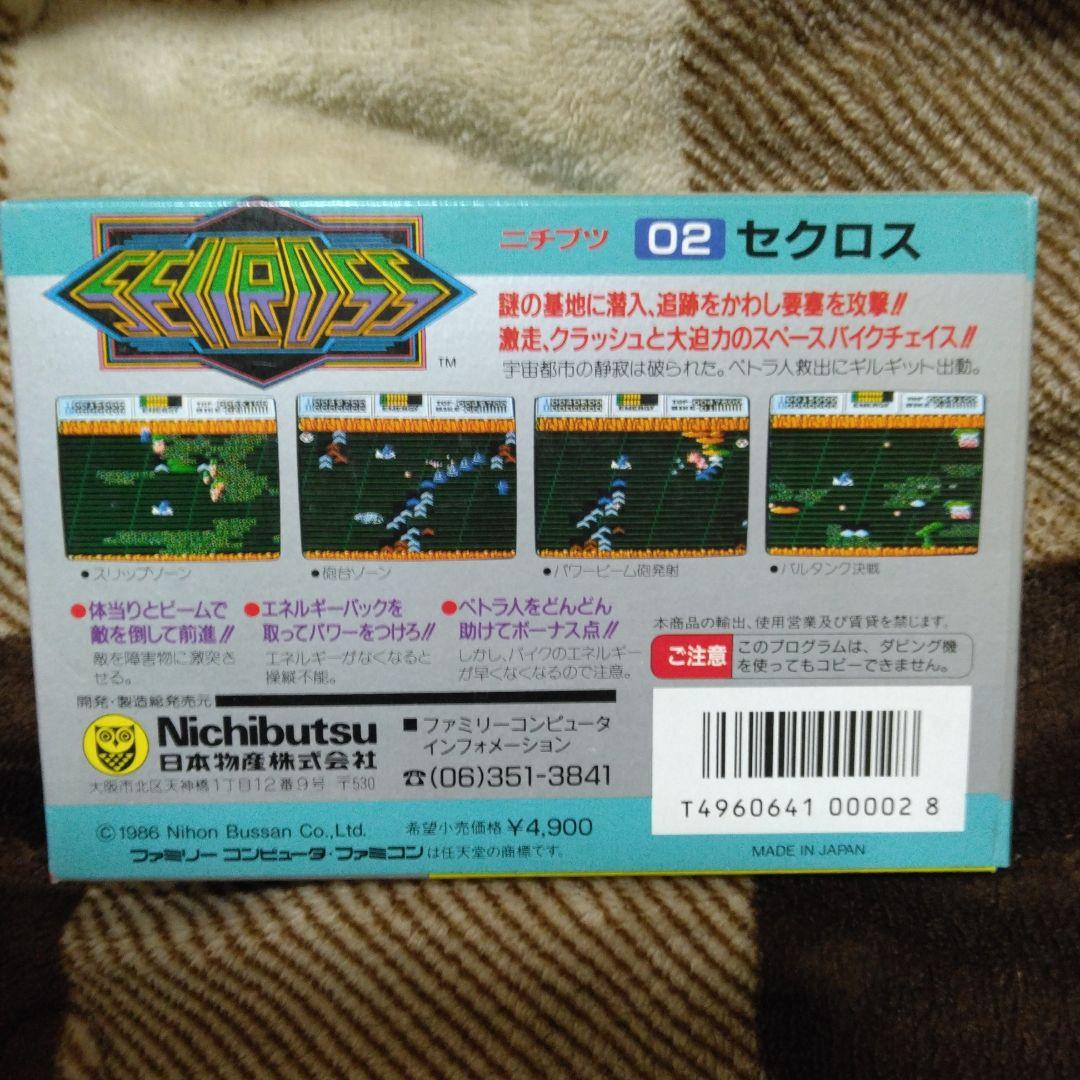 SEICROSS
TM
ニチブツ 02 セクロス
謎の基地に潜入、追跡をかわし要塞を攻撃!!
激走、クラッシュと大迫力のスペースバイクチェイス!!
宇宙都市の静寂は破られた。ペトラ人救出にギルギット出動。
●スリップゾーン
●砲台ゾーン
●パワービーム砲発射
●バルタンク決戦
●体当りとビームで
敵を倒して前進!!
敵を障害物に激突さ
せる。
●エネルギーパックを
取ってパワーをつけろ!!
エネルギーがなくなると
操縦不能。
●ペトラ人をどんどん
助けてボーナス点!!
しかし、バイクのエネルギー
が早くなくなるので注意。
本商品の輸出、使用営業及び賃貸を禁じます。
ご注意
このプログラムは、ダビング機
を使ってもコピーできません。
開発・製造総発売元
Nichibutsu
日本物産株式会社
大阪市北区天神橋1丁目12番9号 〒530
■ファミリーコンピュータ
インフォメーション
☎(06)351-3841
T4960641 00002 8
©1986 Nihon Bussan Co.,Ltd.
希望小売価格 ¥4,900
ファミリーコンピュータ・ファミコンは任天堂の商標です。
MADE IN JAPAN